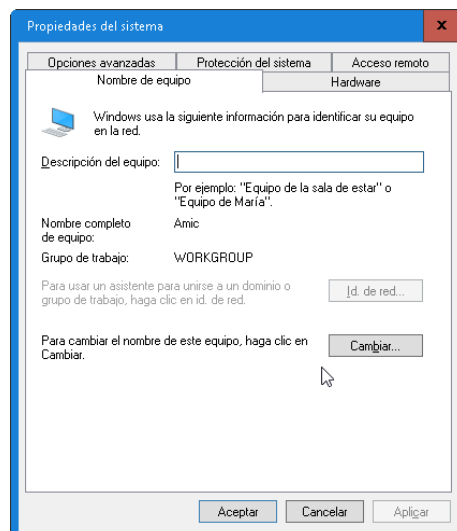 Propiedades del sistema
x
Opciones avanzadas
Protección del sistema
Acceso remoto
Nombre de equipo
Hardware
Windows usa la siguiente información para identificar su equipo
en la red.
Descripción del equipo:
Por ejemplo: "Equipo de la sala de estar" o
"Equipo de María".
Nombre completo
de equipo:
Amic
Grupo de trabajo:
WORKGROUP
Para usar un asistente para unirse a un dominio o
grupo de trabajo, haga clic en id. de red.
Id. de red...
Para cambiar el nombre de este equipo, haga clic en
Cambiar.
Cambiar...
Aceptar
Cancelar
Aplicar